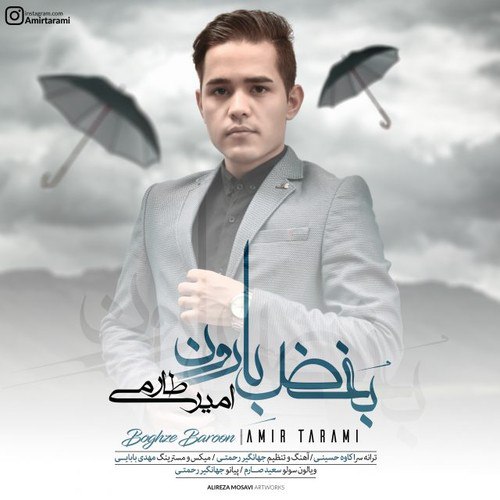 instagram.com
Amirtarami
بغض بارون
امیر طارمی
Boghze Baroon | AMIR TARAMI
ترانه سرا کاوه حسینی / آهنگ و تنظیم جهانگیر رحمتی / میکس و مسترینگ مهدی بابایی
ویالون سولو سعید صارم / پیانو جهانگیر رحمتی
ALIREZA MOSAVI ARTWORKS